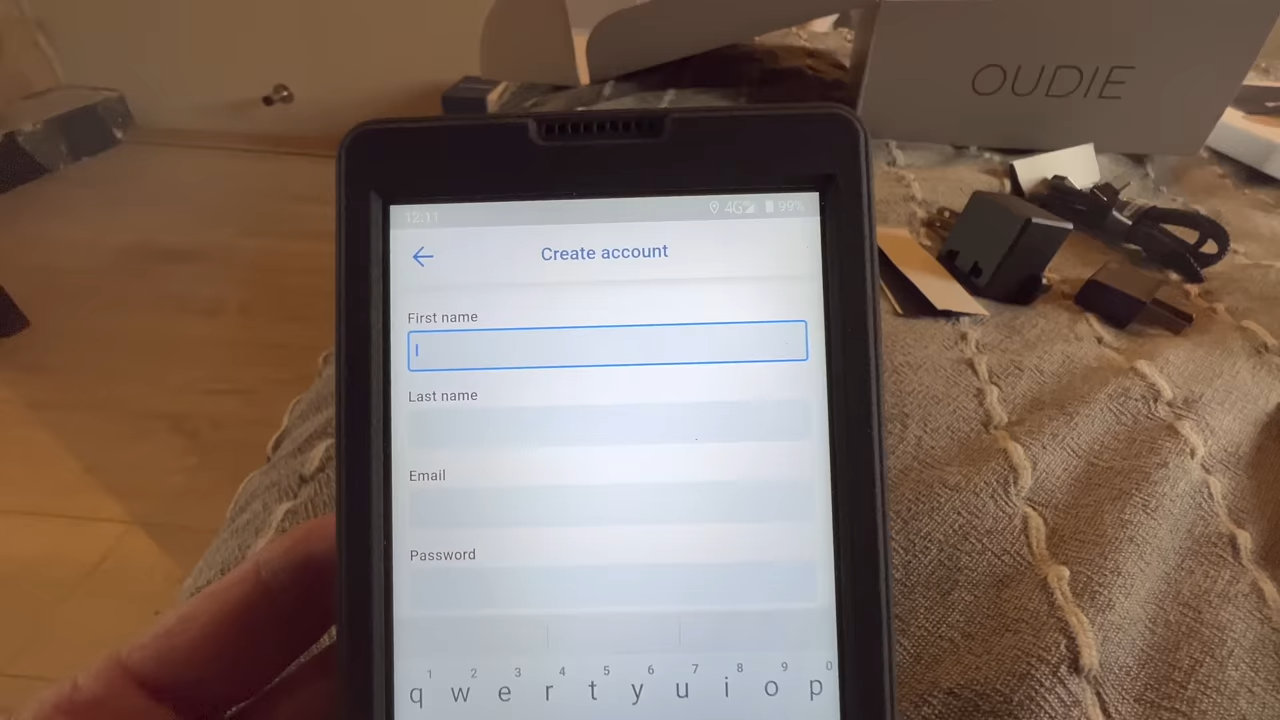 OUDIE
12:11 4G 99%
Create account
First name
Last name
Email
Password
1 2 3 4 5 6 7 8 9 0
q w e r t y u i o p